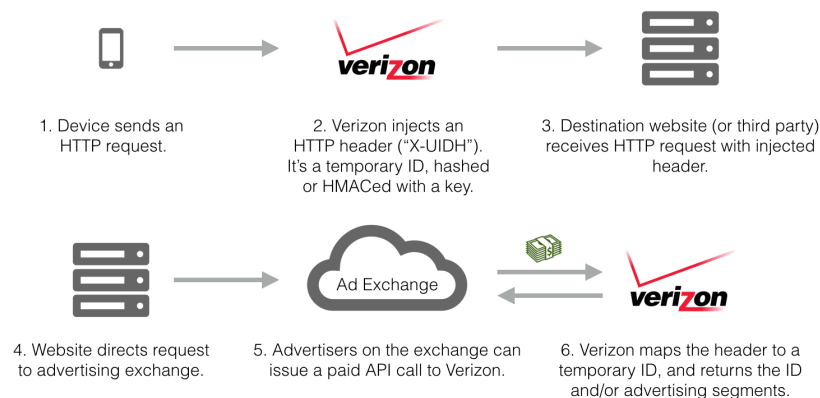 verizon
1. Device sends an
HTTP request.
2. Verizon injects an
HTTP header (“X-UIDH”).
It’s a temporary ID, hashed
or HMACed with a key.
3. Destination website (or third party)
receives HTTP request with injected
header.
Ad Exchange
verizon
4. Website directs request
to advertising exchange.
5. Advertisers on the exchange can
issue a paid API call to Verizon.
6. Verizon maps the header to a
temporary ID, and returns the ID
and/or advertising segments.